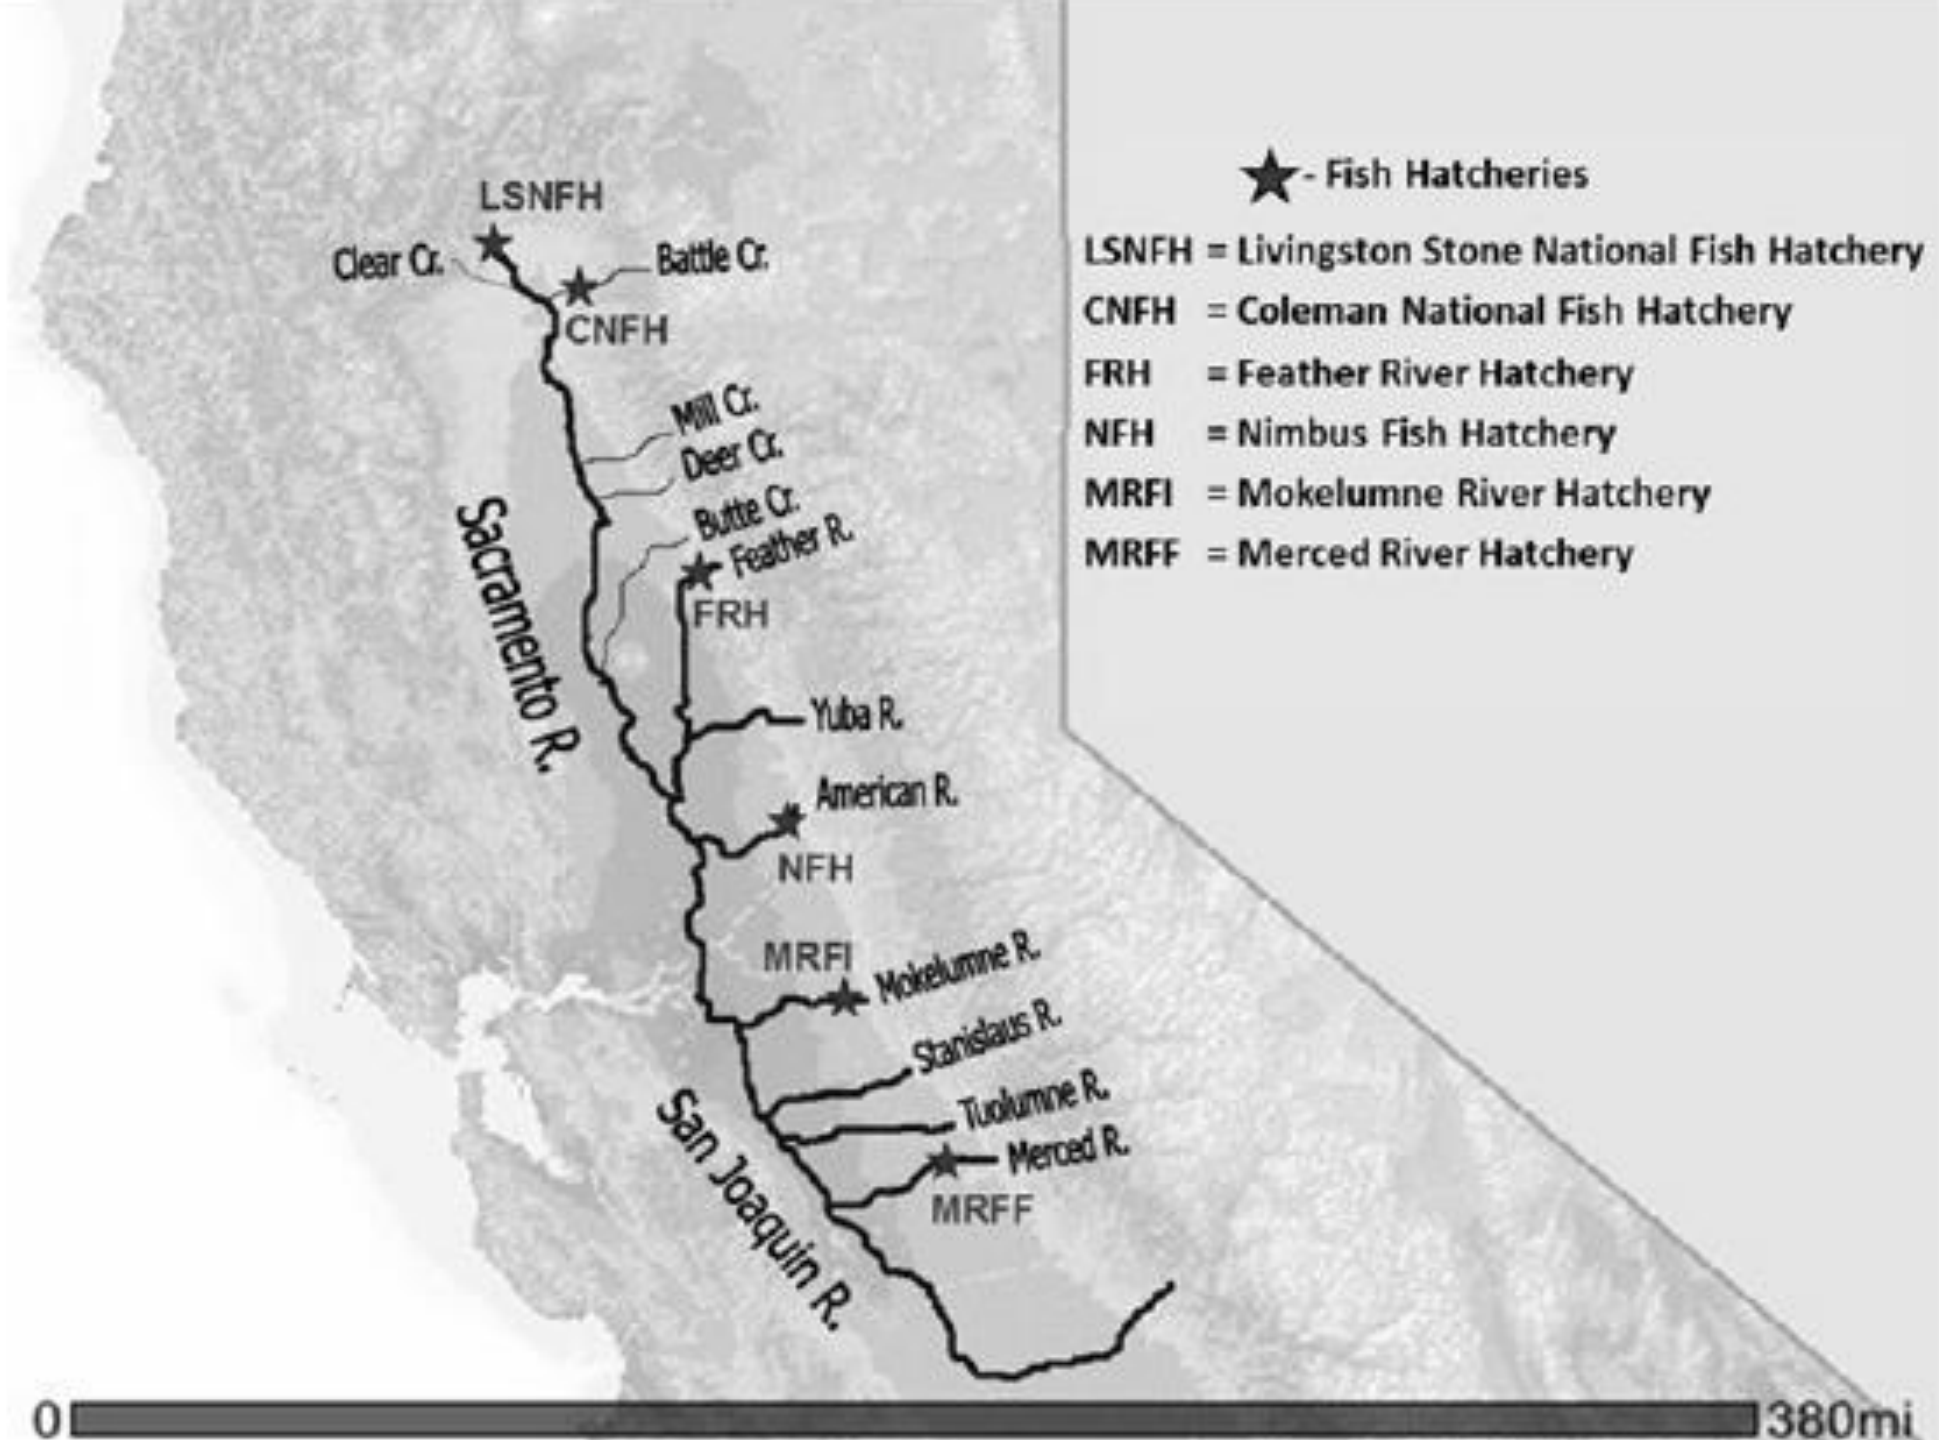 LSNFH
Clear Cr.
Battle Cr.
CNFH
Mill Cr.
Deer Cr.
Butte Cr.
Feather R.
FRH
Sacramento R.
Yuba R.
American R.
NFH
MRFI
Mokelumne R.
Stanislaus R.
Tuolumne R.
Merced R.
MRFF
San Joaquin R.
- Fish Hatcheries
LSNFH = Livingston Stone National Fish Hatchery
CNFH = Coleman National Fish Hatchery
FRH = Feather River Hatchery
NFH = Nimbus Fish Hatchery
MRFI = Mokelumne River Hatchery
MRFF = Merced River Hatchery
0 380mi